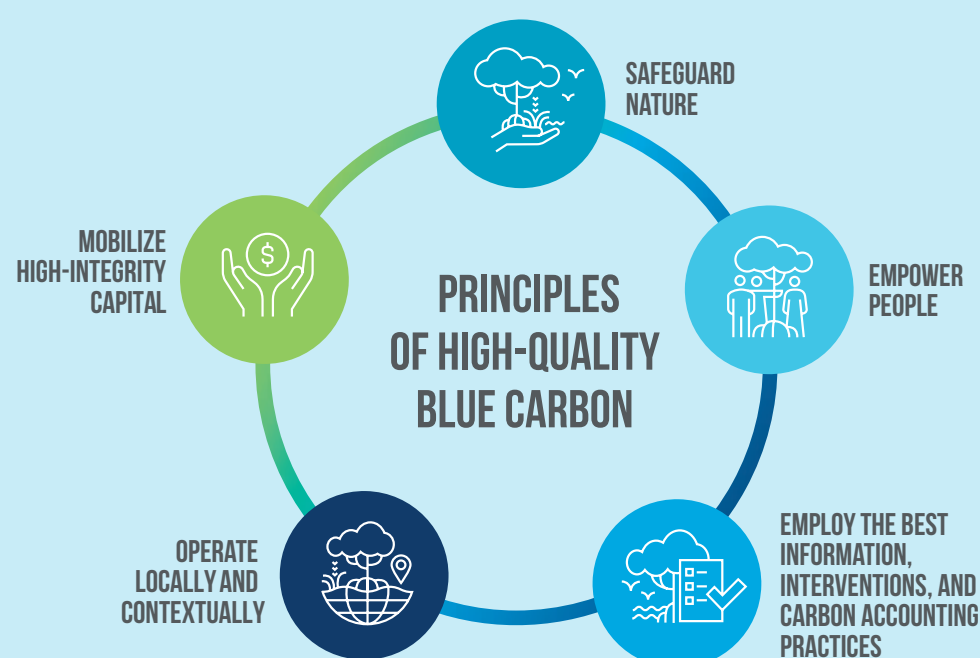 SAFEGUARD
NATURE
MOBILIZE
HIGH-INTEGRITY
CAPITAL
$
EMPOWER
PEOPLE
PRINCIPLES
OF HIGH-QUALITY
BLUE CARBON
OPERATE
LOCALLY AND
CONTEXTUALLY
EMPLOY THE BEST
INFORMATION,
INTERVENTIONS, AND
CARBON ACCOUNTING
PRACTICES